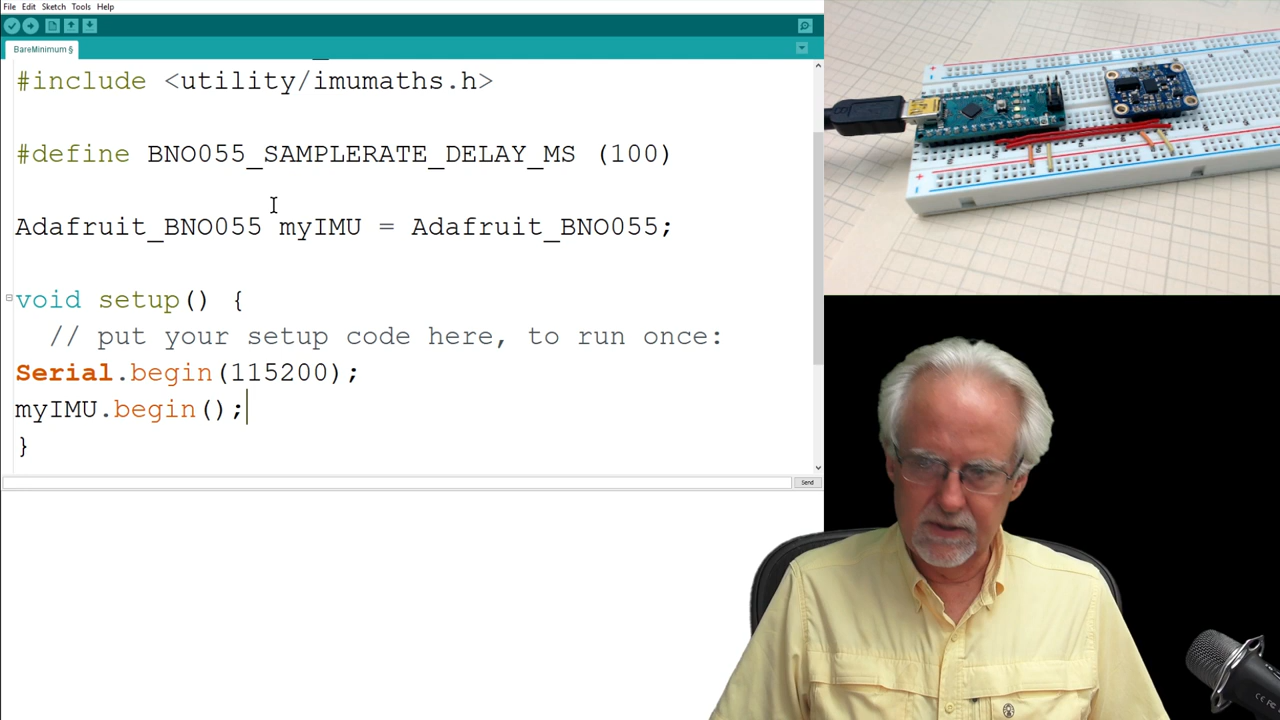 File Edit Sketch Tools Help
BareMinimum §
#include <utility/imumaths.h>
#define BNO055_SAMPLERATE_DELAY_MS (100)
Adafruit_BNO055 myIMU = Adafruit_BNO055;
void setup() {
// put your setup code here, to run once:
Serial.begin(115200);
myIMU.begin();
}
Send